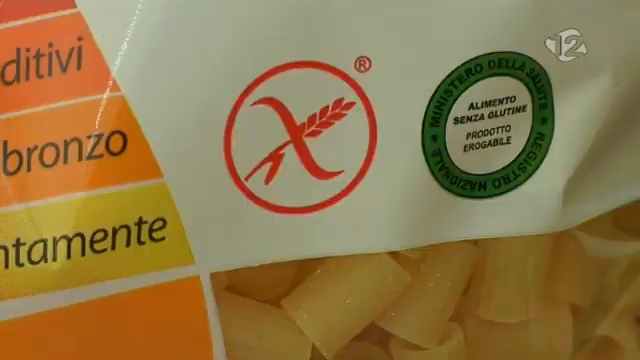 ditivi
bronzo
ntamente
®
MINISTERO DELLA SALUTE
ALIMENTO
SENZA GLUTINE
PRODOTTO
EROGABILE
REGISTRO NAZIONALE
12